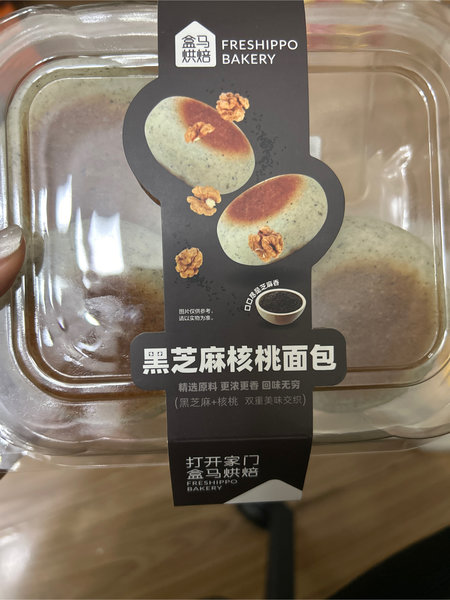 盒马
烘焙
FRESHIPPO
BAKERY
图片仅供参考,
请以实物为准。
口口尽是芝麻香
黑芝麻核桃面包
精选原料 更浓更香 回味无穷
(黑芝麻+核桃 双重美味交织)
打开家门
盒马烘焙
FRESHIPPO
BAKERY